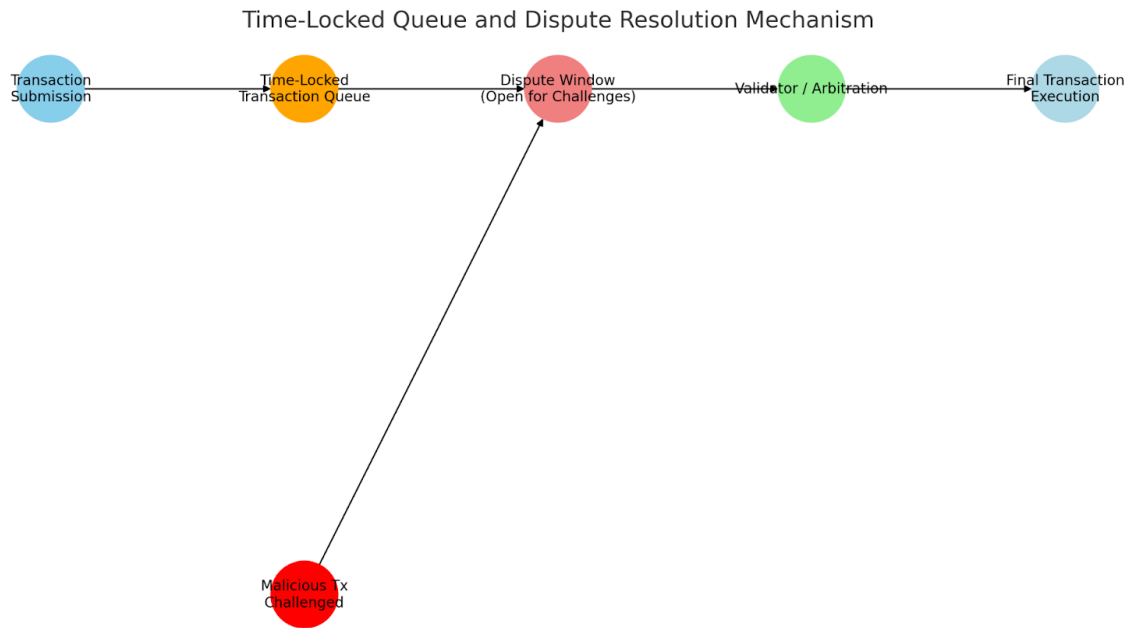 Time-Locked Queue and Dispute Resolution Mechanism
Transaction
Submission
Time-Locked
Transaction Queue
Dispute Window
(Open for Challenges)
Validator / Arbitration
Final Transaction
Execution
Malicious Tx
Challenged